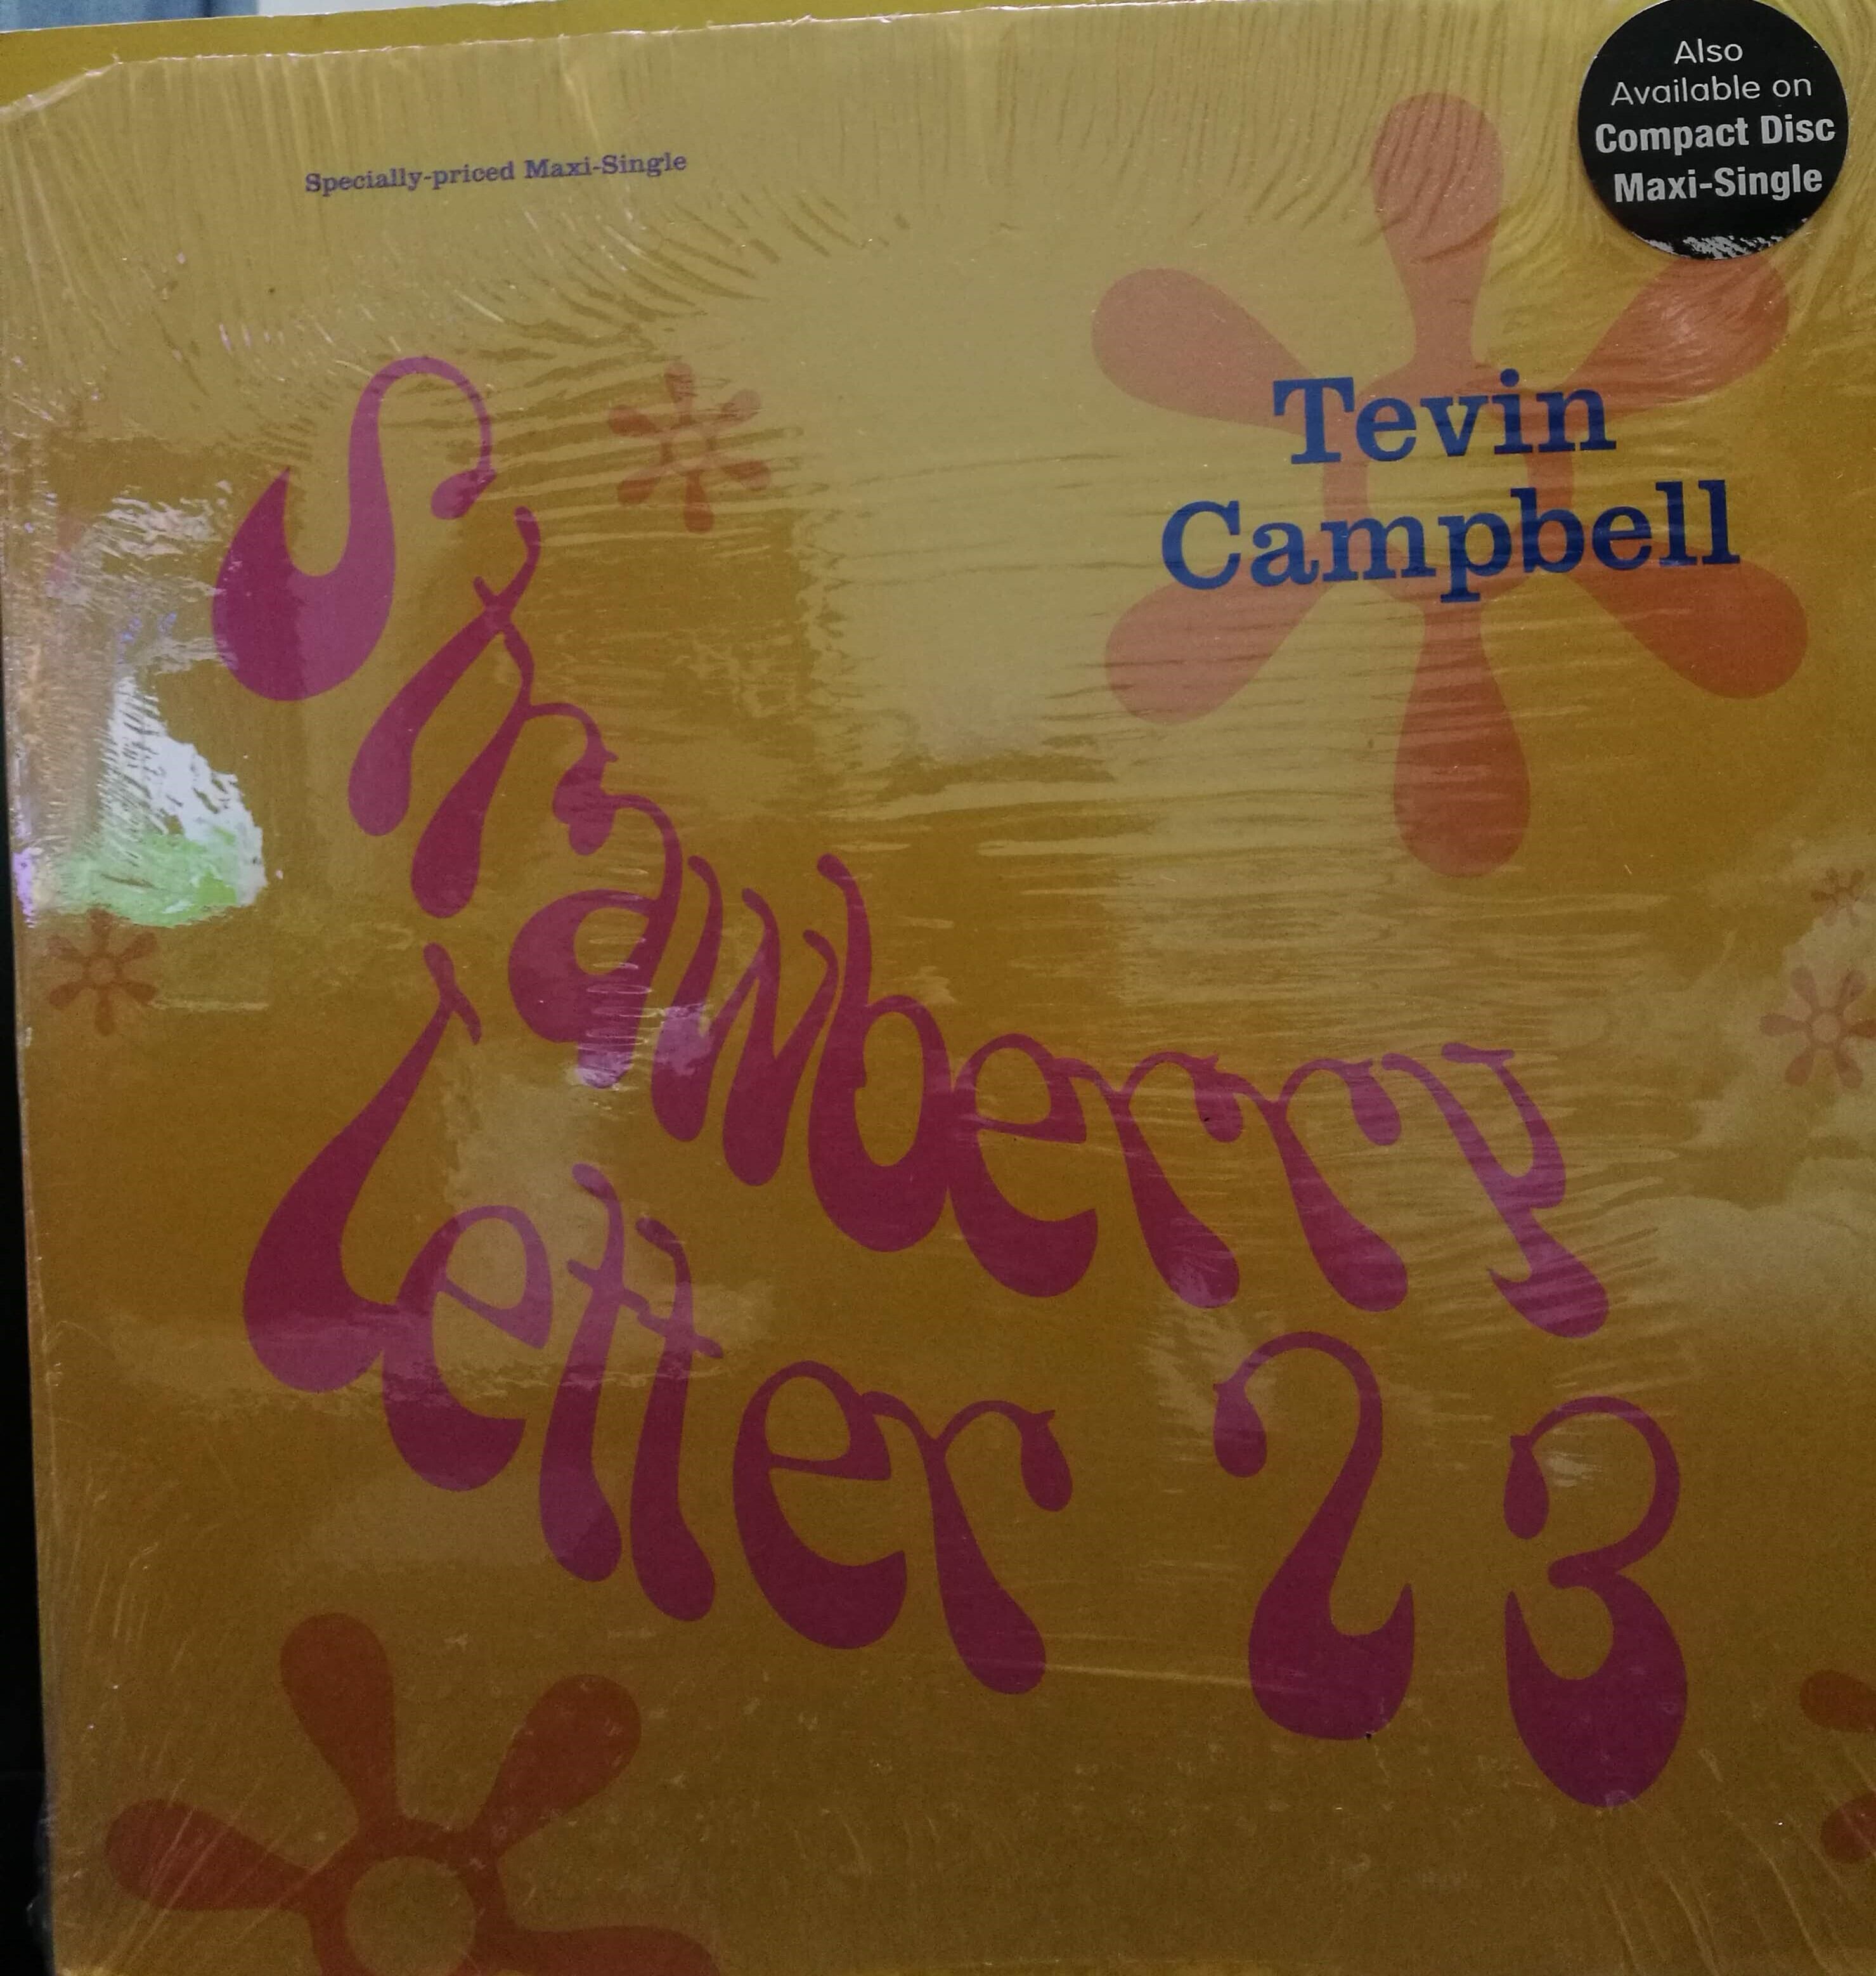 Also
Available on
Compact Disc
Maxi-Single
Specially-priced Maxi-Single
Tevin
Campbell
Strawberry
Letter 23